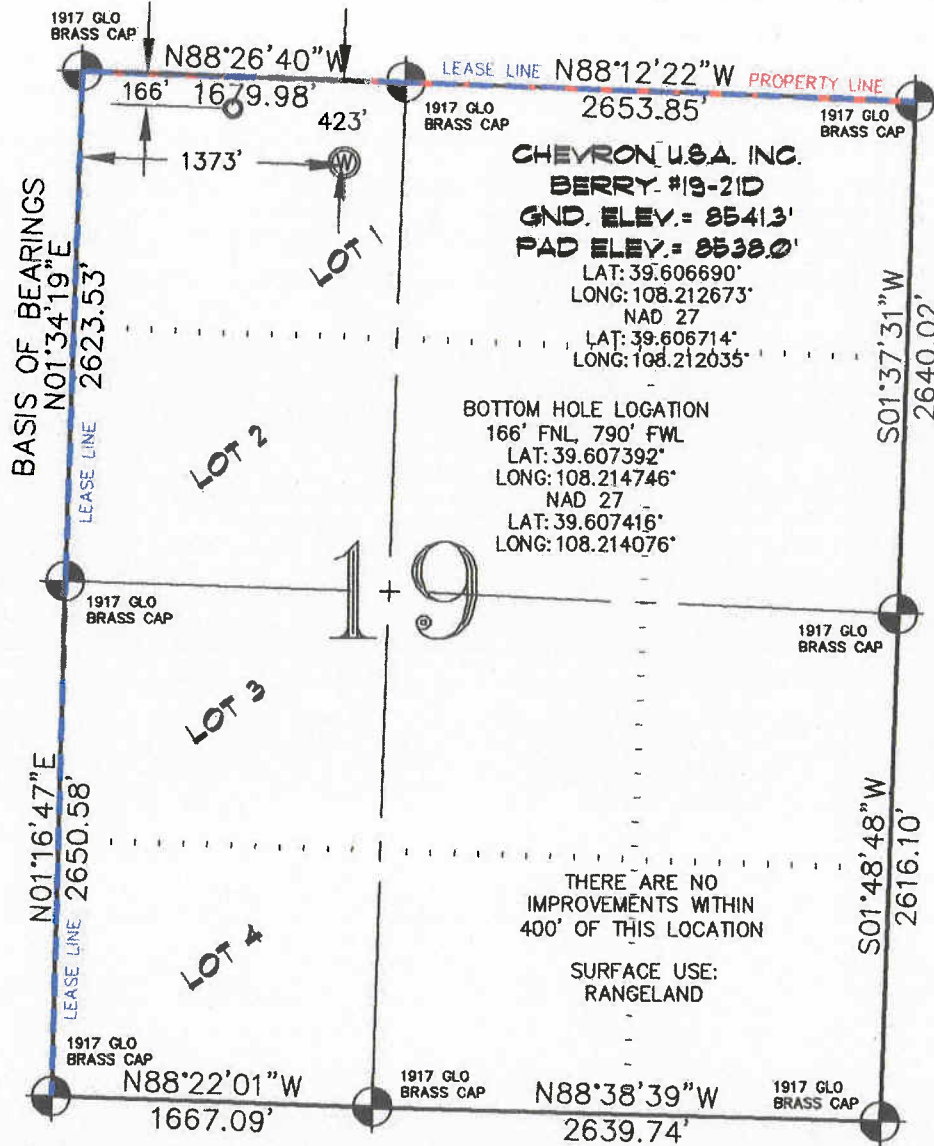 1917 GLO
BRASS CAP
N88°26'40"W
LEASE LINE
N88°12'22"W
PROPERTY LINE
166'
1679.98'
2653.85'
1917 GLO
BRASS CAP
1917 GLO
BRASS CAP
423'
1373'
W
LOT 1
CHEVRON U.S.A. INC.
BERRY #19-21D
GND. ELEV.= 8541.3'
PAD ELEV.= 8538.0'
LAT: 39.606690°
LONG: 108.212673°
NAD 27
LAT: 39.606714°
LONG: 108.212035°
BASIS OF BEARINGS
N01°34'19"E
2623.53'
LEASE LINE
S01°37'31"W
2640.02'
LOT 2
BOTTOM HOLE LOCATION
166' FNL, 790' FWL
LAT: 39.607392°
LONG: 108.214746°
NAD 27
LAT: 39.607416°
LONG: 108.214076°
19
1917 GLO
BRASS CAP
1917 GLO
BRASS CAP
LOT 3
N01°16'47"E
2650.58'
LEASE LINE
S01°48'48"W
2616.10'
LOT 4
THERE ARE NO
IMPROVEMENTS WITHIN
400' OF THIS LOCATION
SURFACE USE:
RANGELAND
1917 GLO
BRASS CAP
N88°22'01"W
1667.09'
1917 GLO
BRASS CAP
N88°38'39"W
2639.74'
1917 GLO
BRASS CAP